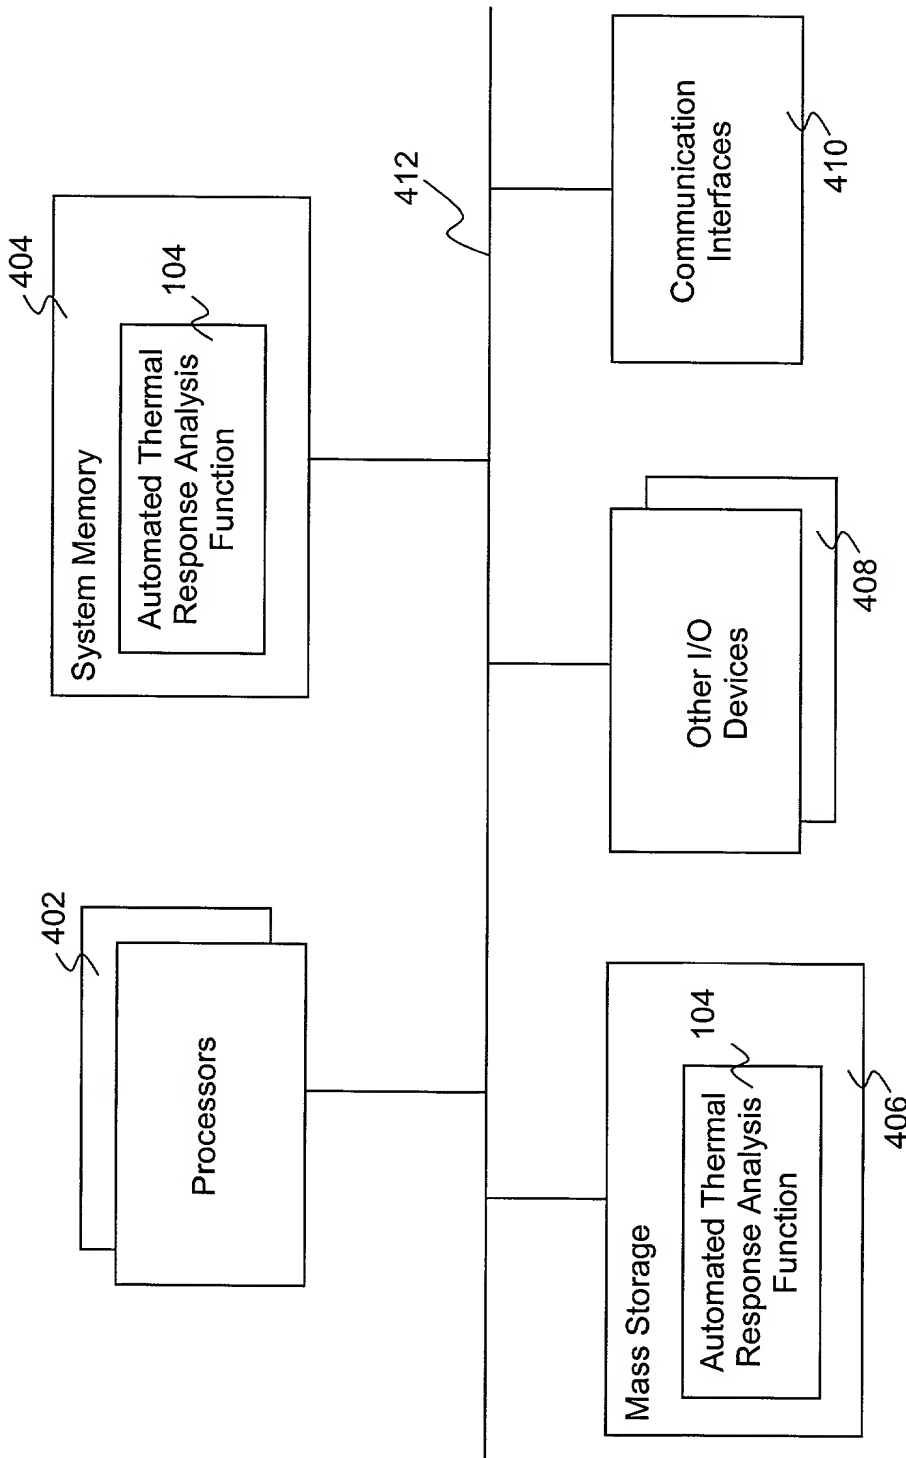 402
Processors
404
System Memory
104
Automated Thermal
Response Analysis
Function
412
Mass Storage
104
Automated Thermal
Response Analysis
Function
406
Other I/O
Devices
408
Communication
Interfaces
410